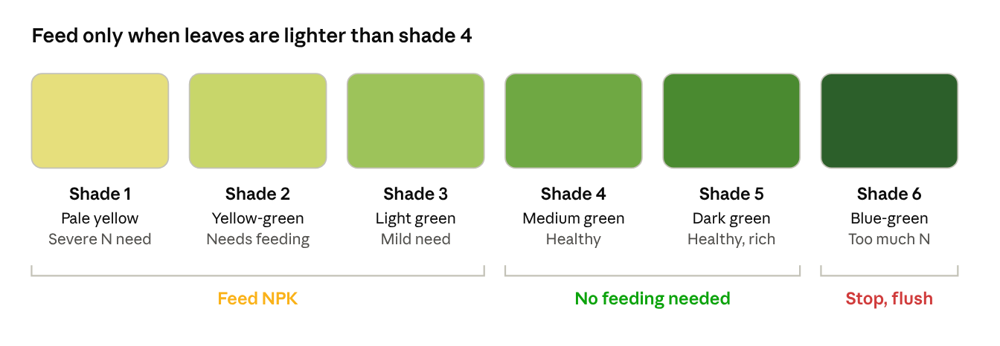 Feed only when leaves are lighter than shade 4
Shade 1
Pale yellow
Severe N need
Shade 2
Yellow-green
Needs feeding
Shade 3
Light green
Mild need
Shade 4
Medium green
Healthy
Shade 5
Dark green
Healthy, rich
Shade 6
Blue-green
Too much N
Feed NPK
No feeding needed
Stop, flush